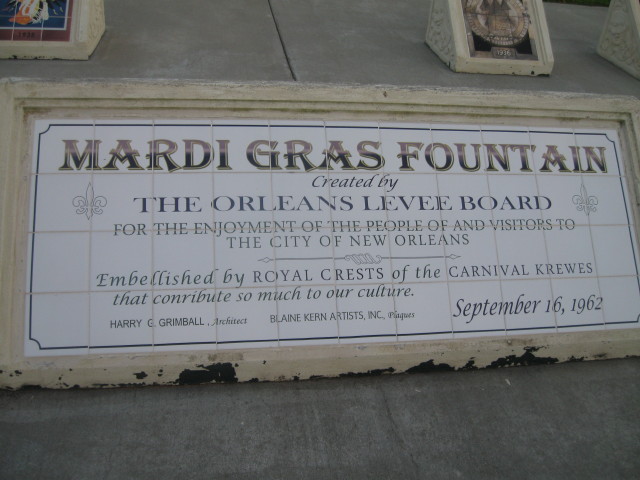 MARDI GRAS FOUNTAIN
Created by
THE ORLEANS LEVEE BOARD
FOR THE ENJOYMENT OF THE PEOPLE OF AND VISITORS TO
THE CITY OF NEW ORLEANS
Embellished by ROYAL CRESTS of the CARNIVAL KREWES
that conribute so much to our culture.
September 16, 1962
HARRY G. GRIMBALL, Architect BLAINE KERN ARTISTS, INC., Plaques